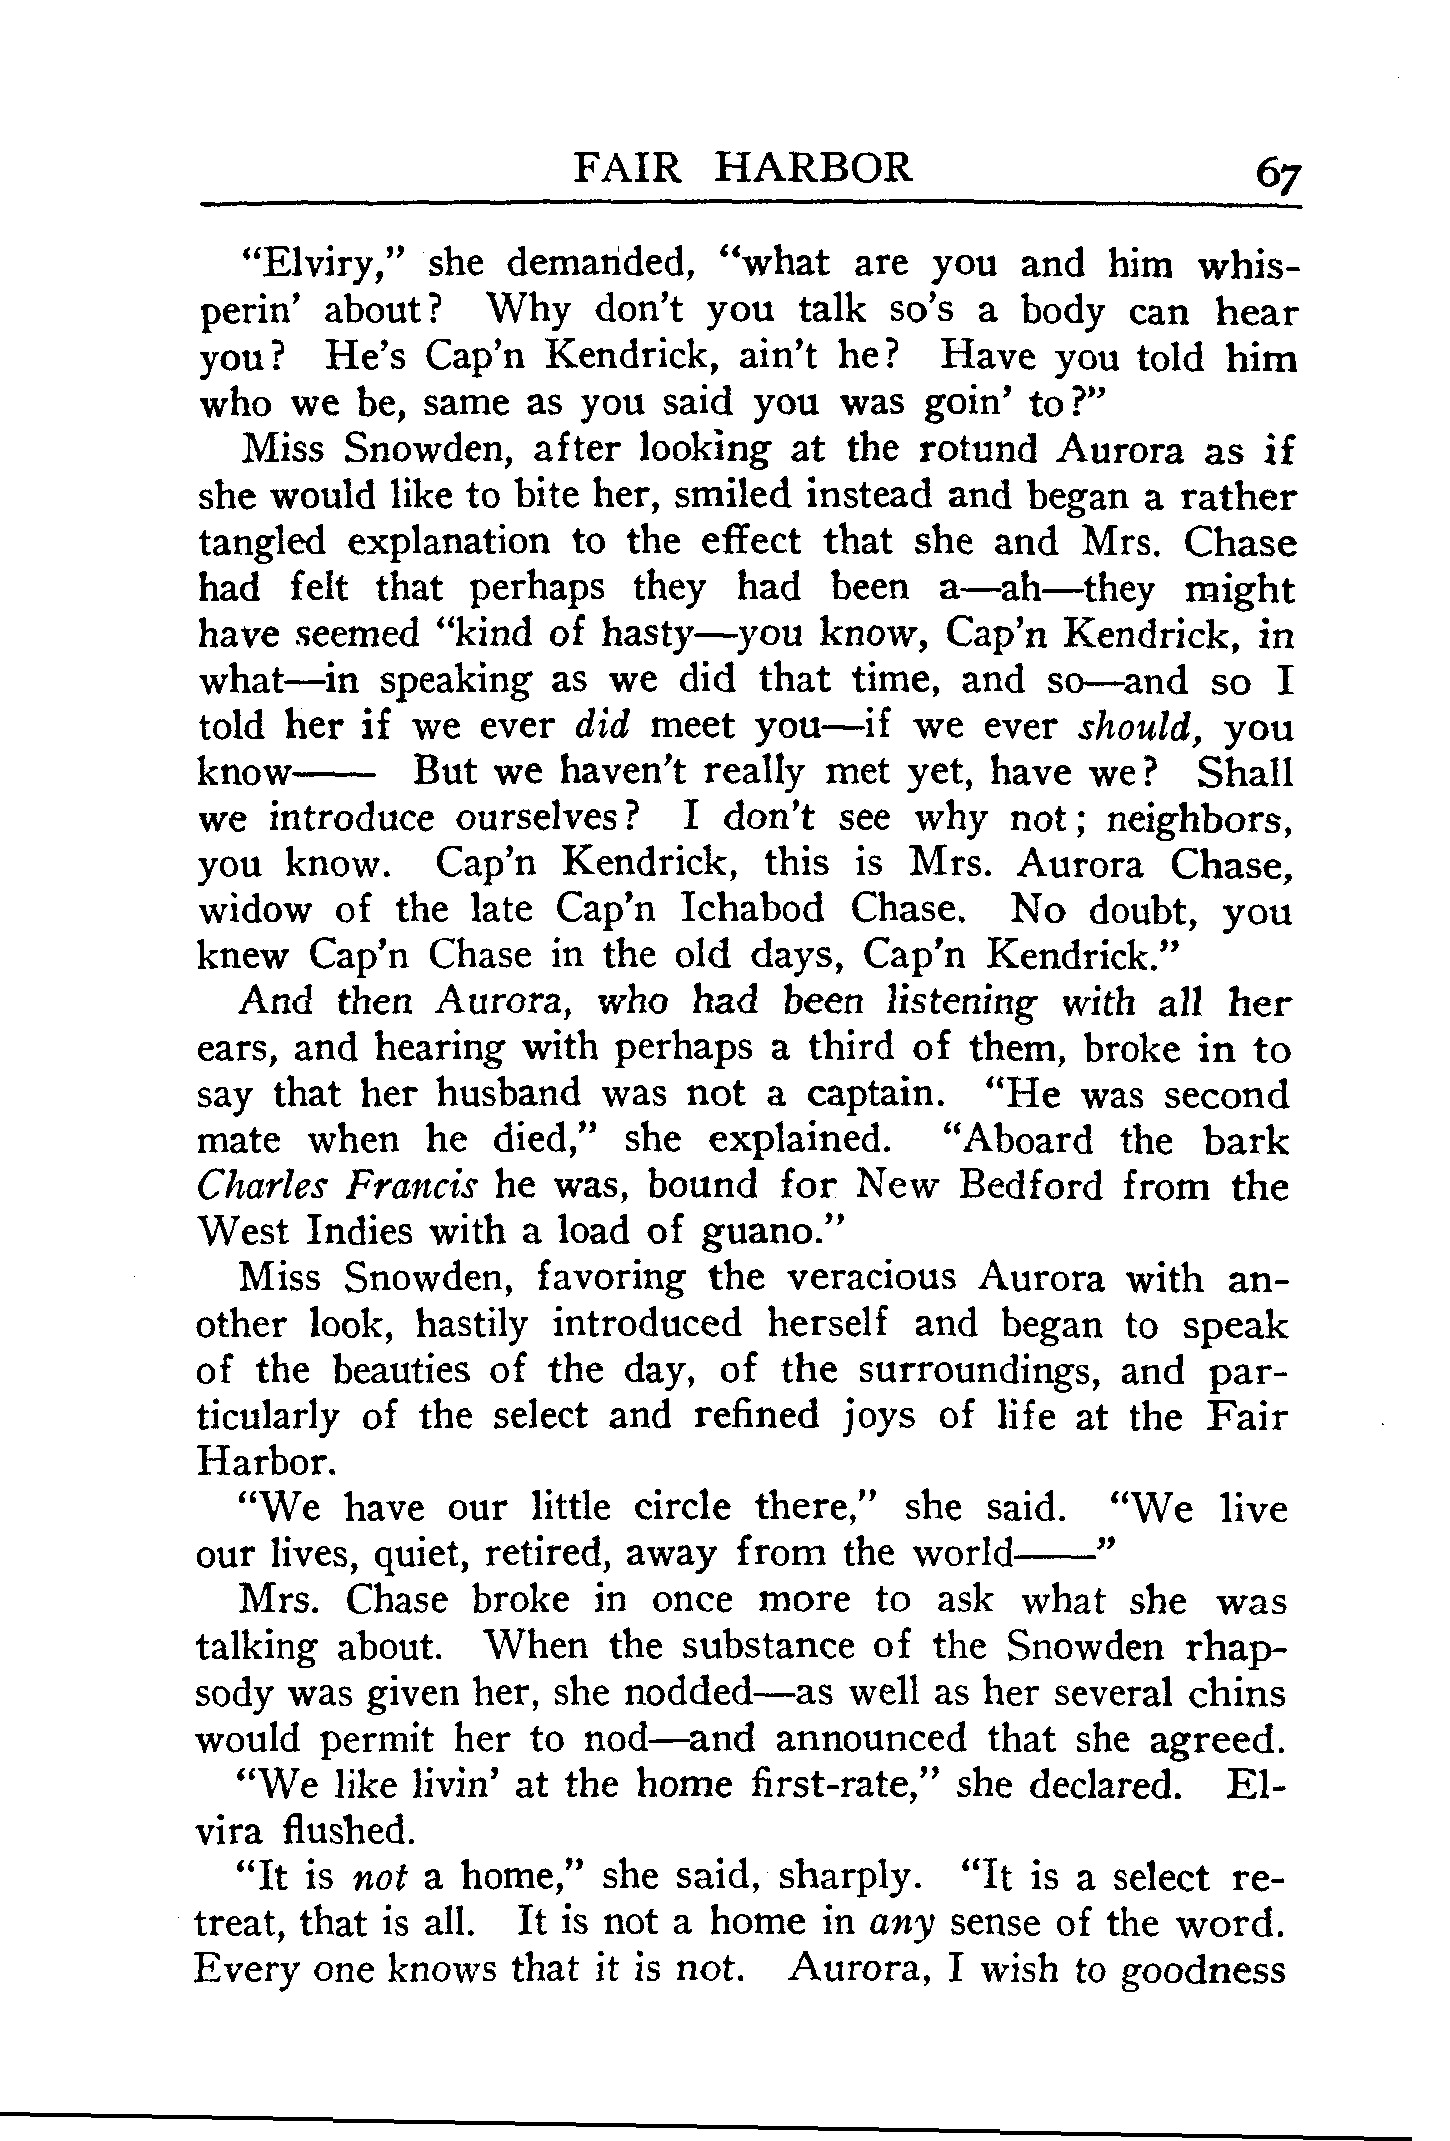 FAIR HARBOR 67
“Elviry,” she demanded, “what are you and him whis-
perin’ about? Why don’t you talk so’s a body can hear
you? He’s Cap’n Kendrick, ain’t he? Have you told him
who we be, same as you said you was goin’ to?”
Miss Snowden, after looking at the rotund Aurora as if
she would like to bite her, smiled instead and began a rather
tangled explanation to the effect that she and Mrs. Chase
had felt that perhaps they had been a—ah—they might
have seemed “kind of hasty—you know, Cap’n Kendrick, in
what—in speaking as we did that time, and so—and so I
told her if we ever did meet you—if we ever should, you
know—— But we haven’t really met yet, have we? Shall
we introduce ourselves? I don’t see why not; neighbors,
you know. Cap’n Kendrick, this is Mrs. Aurora Chase,
widow of the late Cap’n Ichabod Chase. No doubt, you
knew Cap’n Chase in the old days, Cap’n Kendrick.”
And then Aurora, who had been listening with all her
ears, and hearing with perhaps a third of them, broke in to
say that her husband was not a captain. “He was second
mate when he died,” she explained. “Aboard the bark
Charles Francis he was, bound for New Bedford from the
West Indies with a load of guano.”
Miss Snowden, favoring the veracious Aurora with an-
other look, hastily introduced herself and began to speak
of the beauties of the day, of the surroundings, and par-
ticularly of the select and refined joys of life at the Fair
Harbor.
“We have our little circle there,” she said. “We live
our lives, quiet, retired, away from the world——”
Mrs. Chase broke in once more to ask what she was
talking about. When the substance of the Snowden rhap-
sody was given her, she nodded—as well as her several chins
would permit her to nod—and announced that she agreed.
“We like livin’ at the home first-rate,” she declared. El-
vira flushed.
“It is not a home,” she said, sharply. “It is a select re-
treat, that is all. It is not a home in any sense of the word.
Every one knows that it is not. Aurora, I wish to goodness